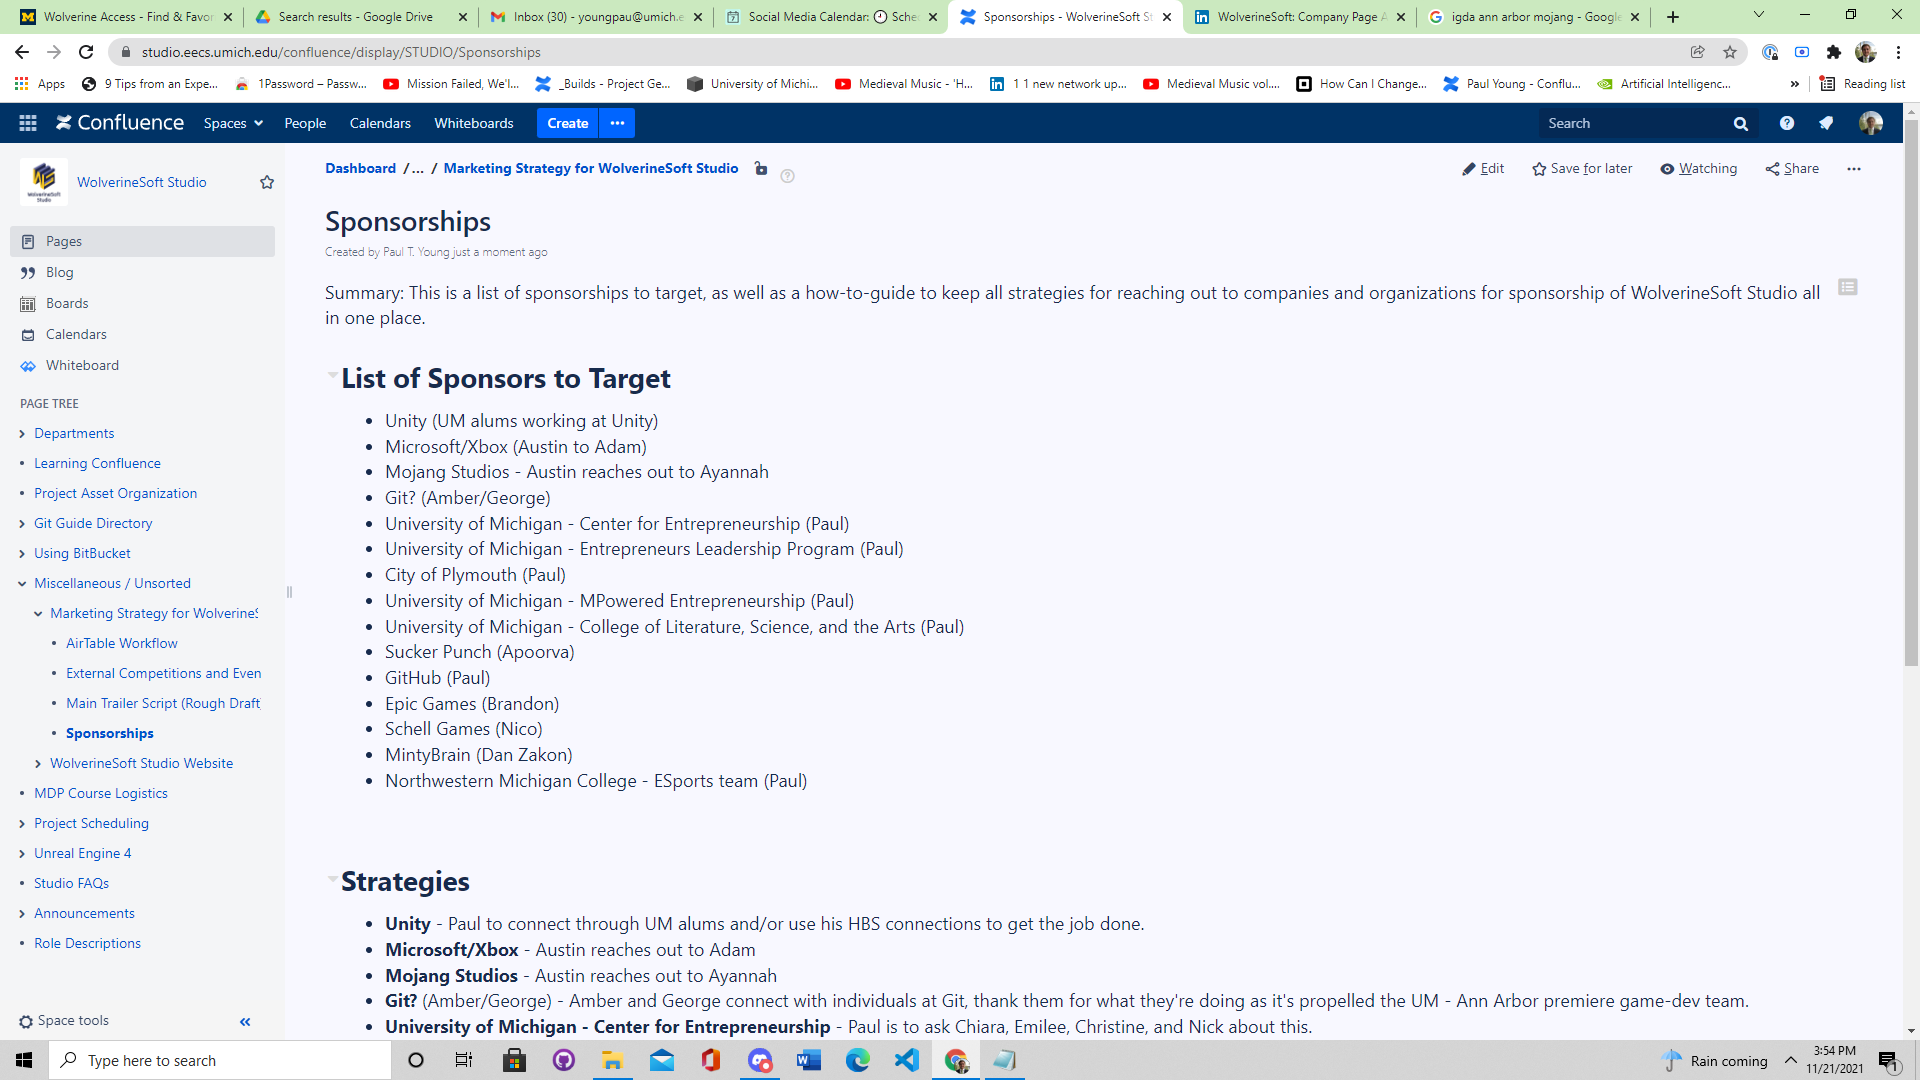 Wolverine Access - Find & Favor
Search results - Google Drive
Inbox (30) - youngpau@umich.e
Social Media Calendar: Sche
Sponsorships - WolverineSoft St
WolverineSoft: Company Page A
igda ann arbor mojang - Google
studio.eecs.umich.edu/confluence/display/STUDIO/Sponsorships
Apps
9 Tips from an Expe...
1Password – Passw...
Mission Failed, We'l...
_Builds - Project Ge...
University of Michi...
Medieval Music - 'H...
1 1 new network up...
Medieval Music vol....
How Can I Change...
Paul Young - Conflu...
Artificial Intelligenc...
»
Reading list
Confluence
Spaces
People
Calendars
Whiteboards
Create
Search
WolverineSoft Studio
WolverineSoft Studio
Pages
Blog
Boards
Calendars
Whiteboard
PAGE TREE
Departments
Learning Confluence
Project Asset Organization
Git Guide Directory
Using BitBucket
Miscellaneous / Unsorted
Marketing Strategy for WolverineS
AirTable Workflow
External Competitions and Even
Main Trailer Script (Rough Draft)
Sponsorships
WolverineSoft Studio Website
MDP Course Logistics
Project Scheduling
Unreal Engine 4
Studio FAQs
Announcements
Role Descriptions
Space tools
Dashboard /... / Marketing Strategy for WolverineSoft Studio
Edit
Save for later
Watching
Share
Sponsorships
Created by Paul T. Young just a moment ago
Summary: This is a list of sponsorships to target, as well as a how-to-guide to keep all strategies for reaching out to companies and organizations for sponsorship of WolverineSoft Studio all
in one place.
List of Sponsors to Target
• Unity (UM alums working at Unity)
• Microsoft/Xbox (Austin to Adam)
• Mojang Studios - Austin reaches out to Ayannah
• Git? (Amber/George)
• University of Michigan - Center for Entrepreneurship (Paul)
• University of Michigan - Entrepreneurs Leadership Program (Paul)
• City of Plymouth (Paul)
• University of Michigan - MPowered Entrepreneurship (Paul)
• University of Michigan - College of Literature, Science, and the Arts (Paul)
• Sucker Punch (Apoorva)
• GitHub (Paul)
• Epic Games (Brandon)
• Schell Games (Nico)
• MintyBrain (Dan Zakon)
• Northwestern Michigan College - ESports team (Paul)
Strategies
• Unity - Paul to connect through UM alums and/or use his HBS connections to get the job done.
• Microsoft/Xbox - Austin reaches out to Adam
• Mojang Studios - Austin reaches out to Ayannah
• Git? (Amber/George) - Amber and George connect with individuals at Git, thank them for what they're doing as it's propelled the UM - Ann Arbor premiere game-dev team.
• University of Michigan - Center for Entrepreneurship - Paul is to ask Chiara, Emilee, Christine, and Nick about this.
Type here to search
Rain coming
3:54 PM
11/21/2021
1